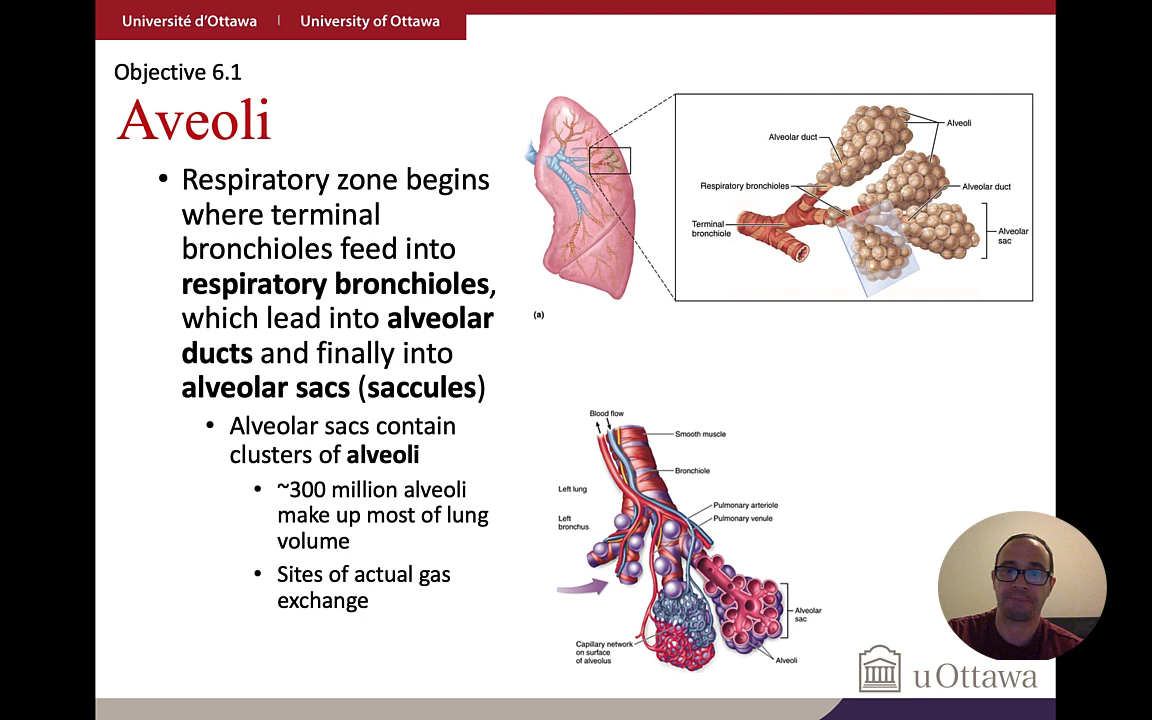 Université d'Ottawa | University of Ottawa
Objective 6.1
Aveoli
• Respiratory zone begins
where terminal
bronchioles feed into
respiratory bronchioles,
which lead into alveolar
ducts and finally into
alveolar sacs (saccules)
• Alveolar sacs contain
clusters of alveoli
• ~300 million alveoli
make up most of lung
volume
• Sites of actual gas
exchange
Alveolar duct
Alveoli
Respiratory bronchioles
Alveolar duct
Terminal
bronchiole
Alveolar
sac
(a)
Blood flow
Smooth muscle
Bronchiole
Left lung
Pulmonary arteriole
Left
bronchus
Pulmonary venule
Alveolar
sac
Capillary network
on surface
of alveolus
Alveoli
uOttawa